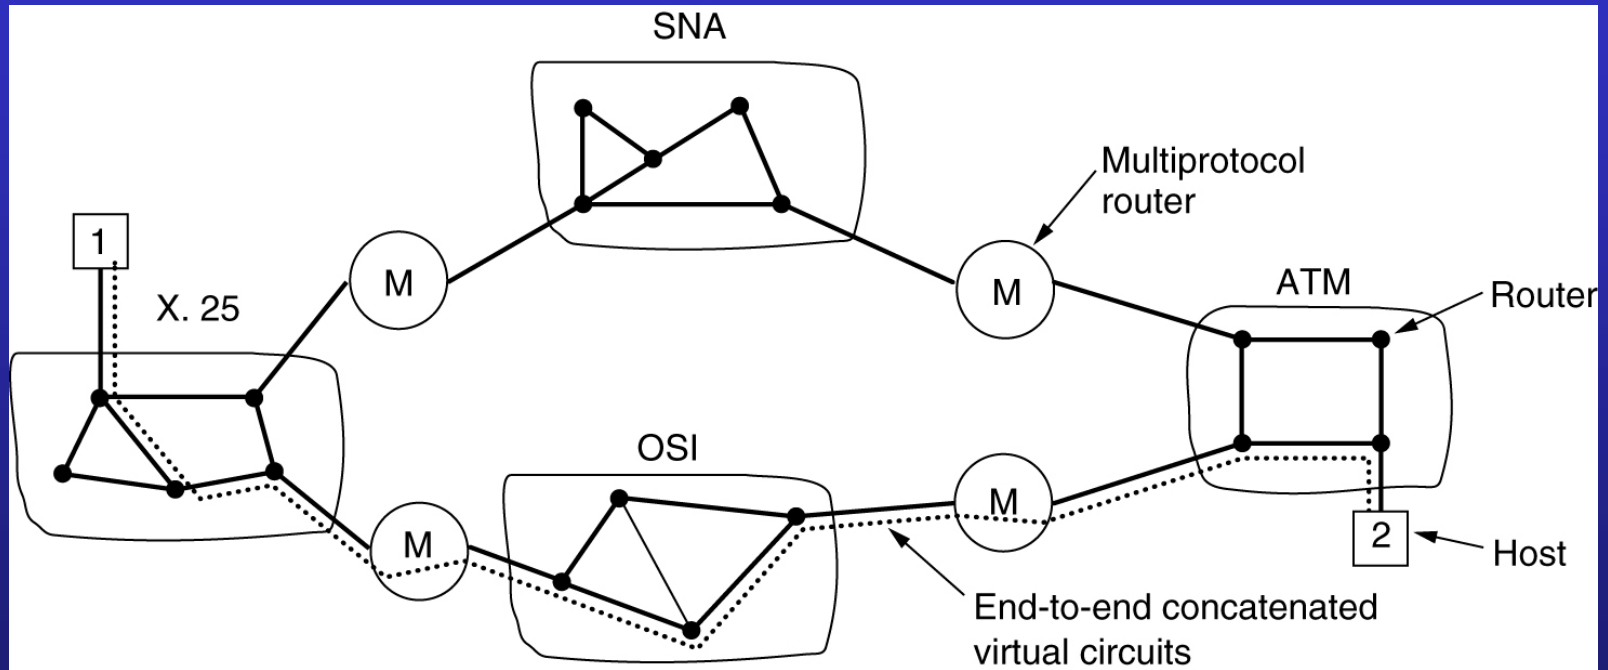 SNA
Multiprotocol
router
1
X. 25
M
M
ATM
Router
OSI
M
M
2
Host
End-to-end concatenated
virtual circuits